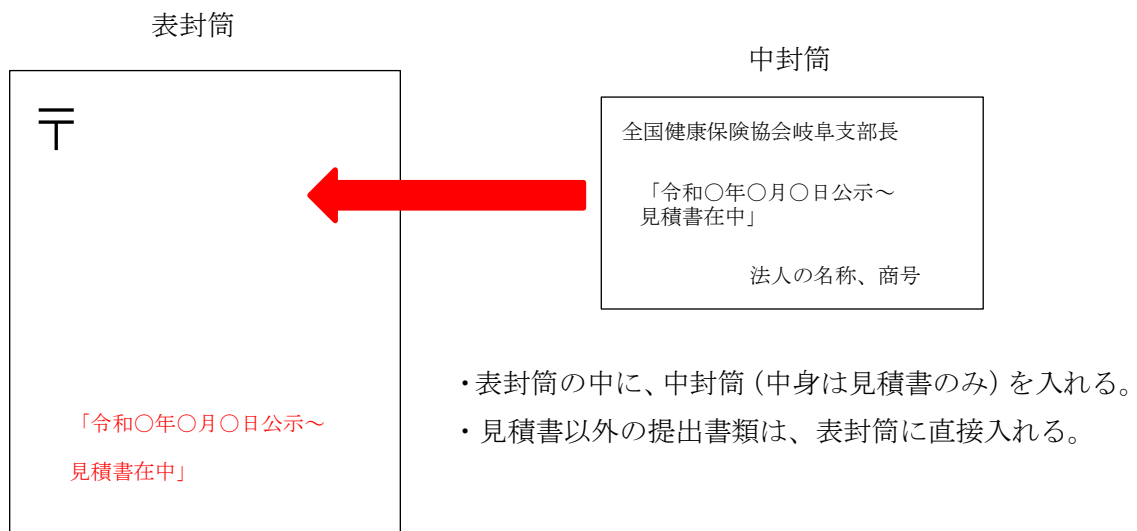 表封筒
〒
「令和○年○月○日公示～
見積書在中」
中封筒
全国健康保険協会岐阜支部長
「令和○年○月○日公示～
見積書在中」
法人の名称、商号
・表封筒の中に、中封筒(中身は見積書のみ)を入れる。
・見積書以外の提出書類は、表封筒に直接入れる。